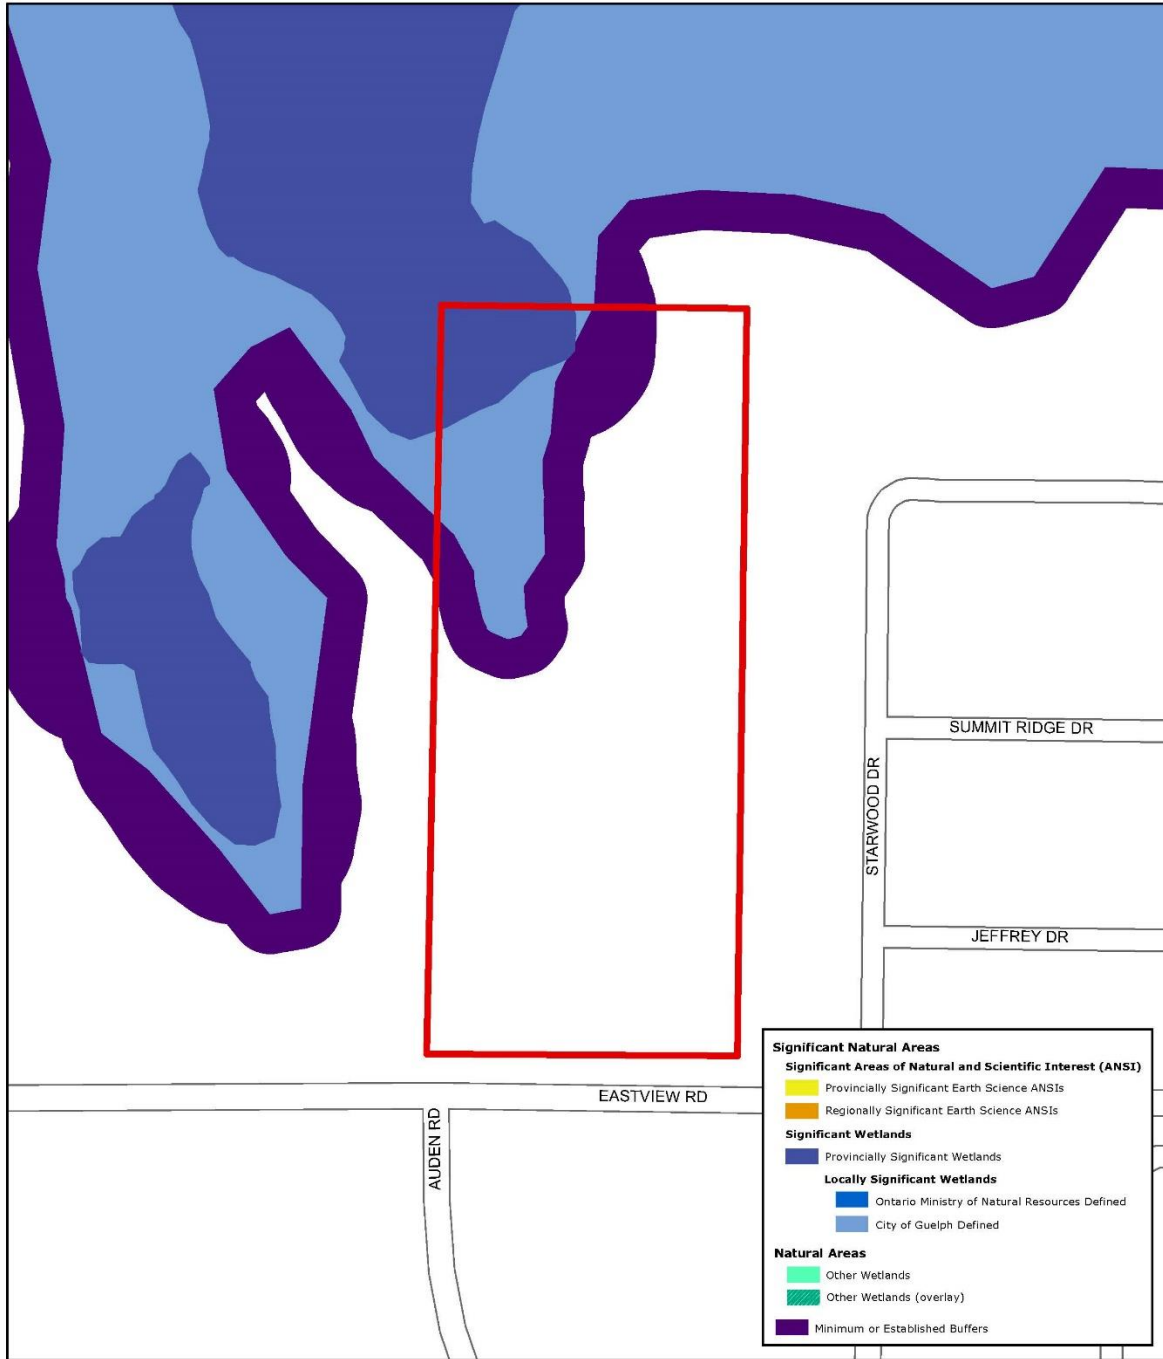 SUMMIT RIDGE DR
STARWOOD DR
JEFFREY DR
EASTVIEW RD
AUDEN RD
Significant Natural Areas
Significant Areas of Natural and Scientific Interest (ANSI)
Provincially Significant Earth Science ANSIs
Regionally Significant Earth Science ANSIs
Significant Wetlands
Provincially Significant Wetlands
Locally Significant Wetlands
Ontario Ministry of Natural Resources Defined
City of Guelph Defined
Natural Areas
Other Wetlands
Other Wetlands (overlay)
Minimum or Established Buffers